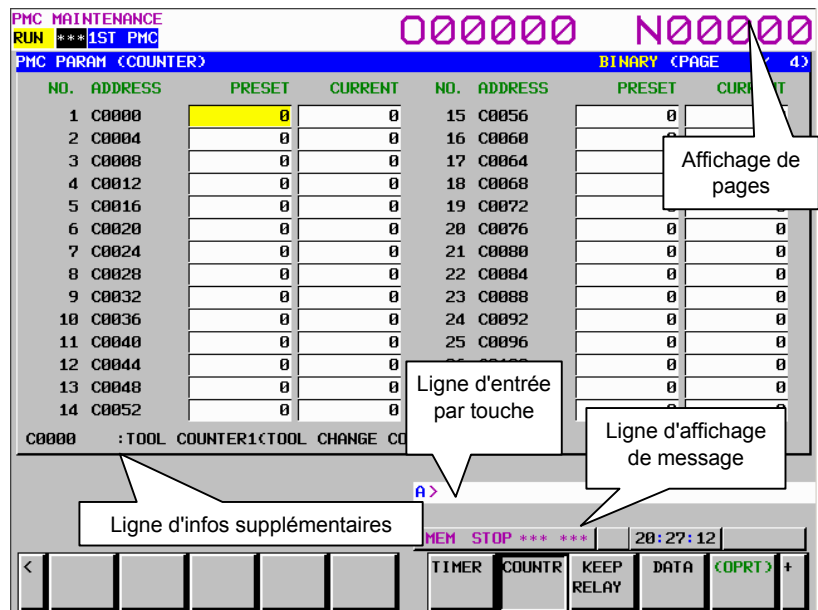 PMC MAINTENANCE
RUN *** 1ST PMC O00000 N00000
PMC PARAM (COUNTER) BINARY (PAGE 4)
NO. ADDRESS PRESET CURRENT NO. ADDRESS PRESET
1 C0000 0 0 15 C0056 0
2 C0004 0 0 16 C0060 0
3 C0008 0 0 17 C0064
4 C0012 0 0 18 C0068
5 C0016 0 0 19 C0072
6 C0020 0 0 20 C0076 0 0
7 C0024 0 0 21 C0080 0 0
8 C0028 0 0 22 C0084 0 0
9 C0032 0 0 23 C0088 0 0
10 C0036 0 0 24 C0092 0 0
11 C0040 0 0 25 C0096 0 0
12 C0044 0 0 0 0
13 C0048 0 0 0 0
14 C0052 0 0
C0000 :TOOL COUNTER1(TOOL CHANGE
Affichage de
pages
Ligne d'entrée
par touche
Ligne d'affichage
de message
Ligne d'infos supplémentaires
A>
MEM STOP *** *** 20:27:12
< TIMER COUNTR KEEP RELAY DATA (OPRT) +